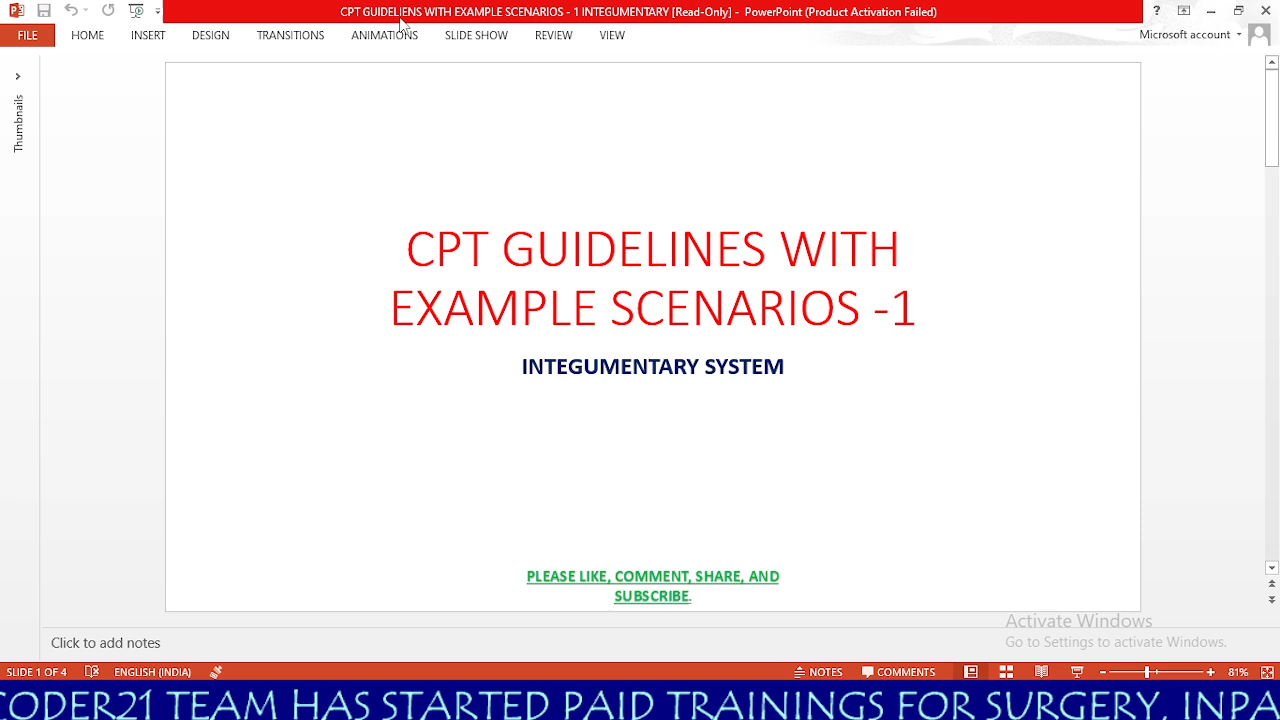 CPT GUIDELIENS WITH EXAMPLE SCENARIOS - 1 INTEGUMENTARY [Read-Only] - PowerPoint (Product Activation Failed)
?
FILE HOME INSERT DESIGN TRANSITIONS ANIMATIONS SLIDE SHOW REVIEW VIEW Microsoft account
Thumbnails
CPT GUIDELINES WITH
EXAMPLE SCENARIOS -1
INTEGUMENTARY SYSTEM
PLEASE LIKE, COMMENT, SHARE, AND
SUBSCRIBE.
Activate Windows
Go to Settings to activate Windows.
Click to add notes
SLIDE 1 OF 4 ENGLISH (INDIA) NOTES COMMENTS 81%
CODER21 TEAM HAS STARTED PAID TRAININGS FOR SURGERY, INPA